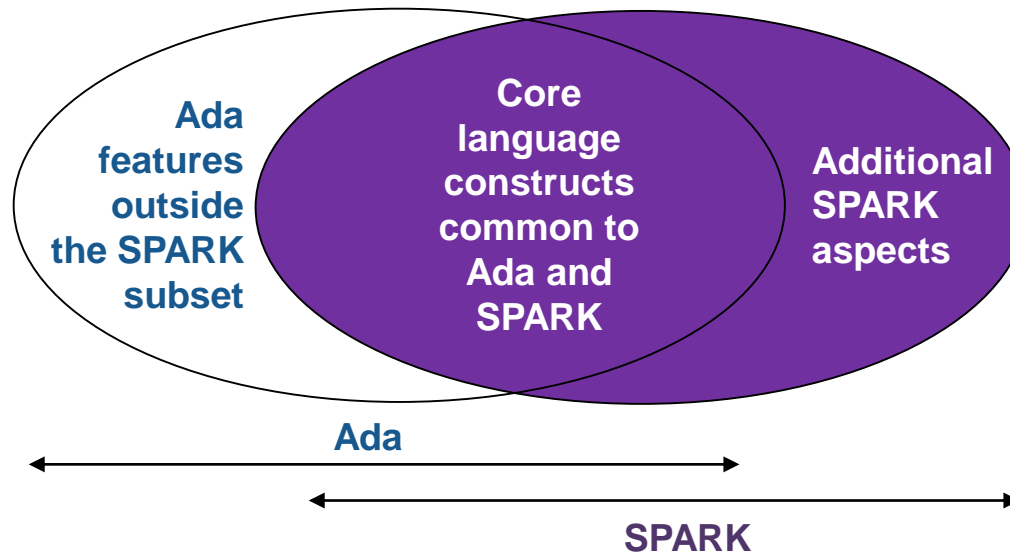 Ada
features
outside
the SPARK
subset
Core
language
constructs
common to
Ada and
SPARK
Additional
SPARK
aspects
Ada
SPARK